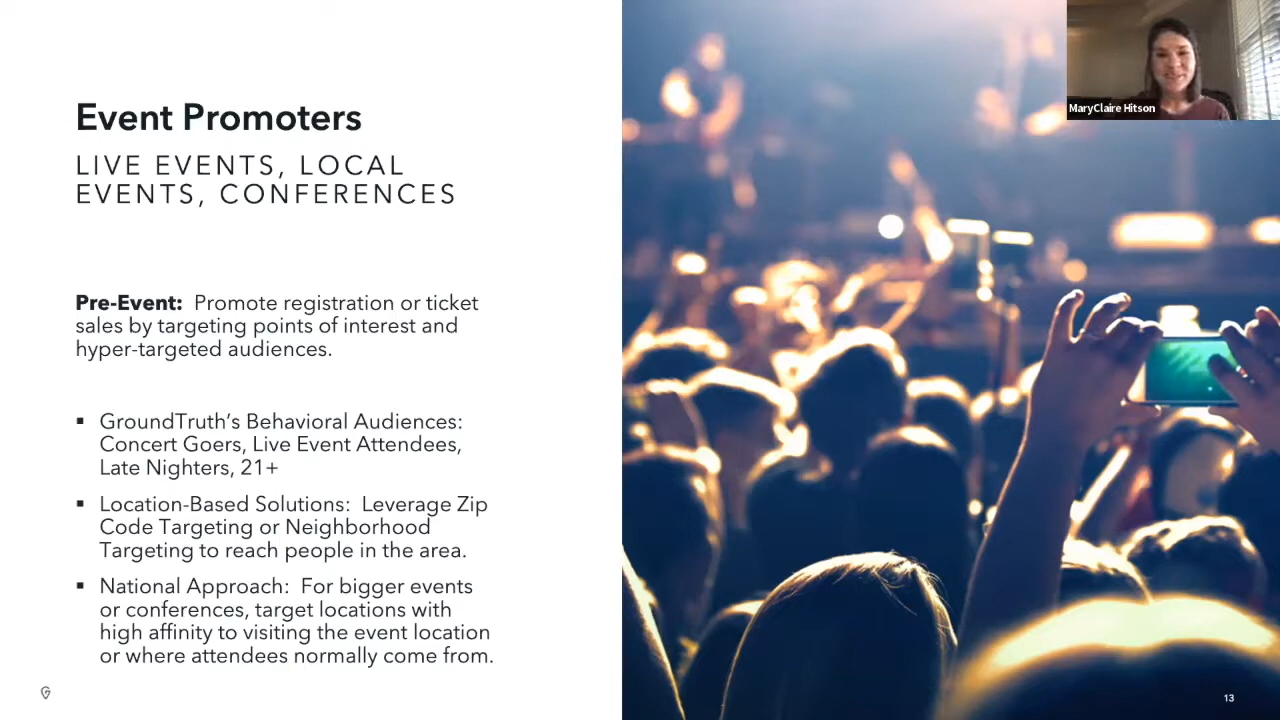 Event Promoters
LIVE EVENTS, LOCAL
EVENTS, CONFERENCES
Pre-Event: Promote registration or ticket
sales by targeting points of interest and
hyper-targeted audiences.
▪ GroundTruth’s Behavioral Audiences:
Concert Goers, Live Event Attendees,
Late Nighters, 21+
▪ Location-Based Solutions: Leverage Zip
Code Targeting or Neighborhood
Targeting to reach people in the area.
▪ National Approach: For bigger events
or conferences, target locations with
high affinity to visiting the event location
or where attendees normally come from.
MaryClaire Hitson
13